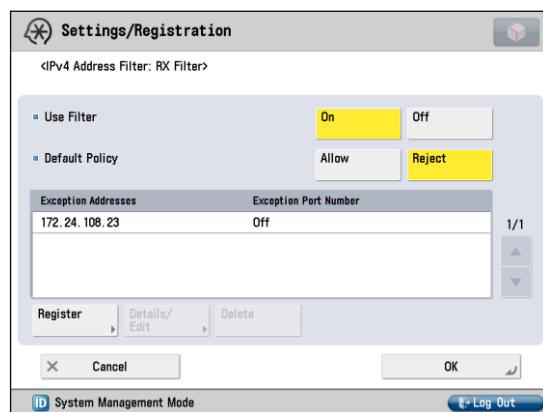 Settings/Registration
<IPv4 Address Filter: RX Filter>
Use Filter On Off
Default Policy Allow Reject
Exception Addresses Exception Port Number
172.24.108.23 Off
1/1
Register Details/ Delete
Edit
Cancel OK
ID System Management Mode Log Out